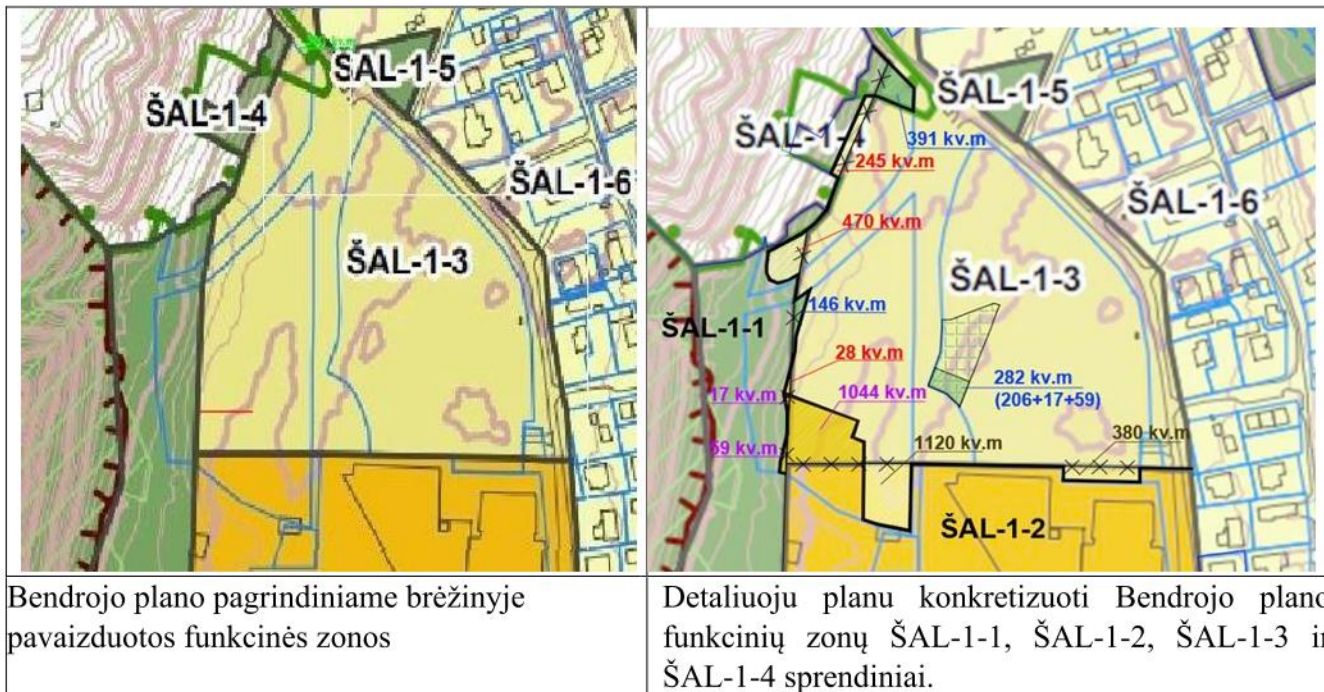 ŠAL-1-5
ŠAL-1-4
ŠAL-1-6
ŠAL-1-3
ŠAL-1-5
ŠAL-1-4
391 kv.m
245 kv.m
ŠAL-1-6
470 kv.m
ŠAL-1-3
146 kv.m
ŠAL-1-1
28 kv.m
17 kv.m
1044 kv.m
282 kv.m
(206+17+59)
59 kv.m
1120 kv.m
380 kv.m
ŠAL-1-2
Bendrojo plano pagrindiniame brėžinyje
pavaizduotos funkcinės zonos
Detaliuoju planu konkretizuoti Bendrojo plano
funkcinių zonų ŠAL-1-1, ŠAL-1-2, ŠAL-1-3 ir
ŠAL-1-4 sprendiniai.